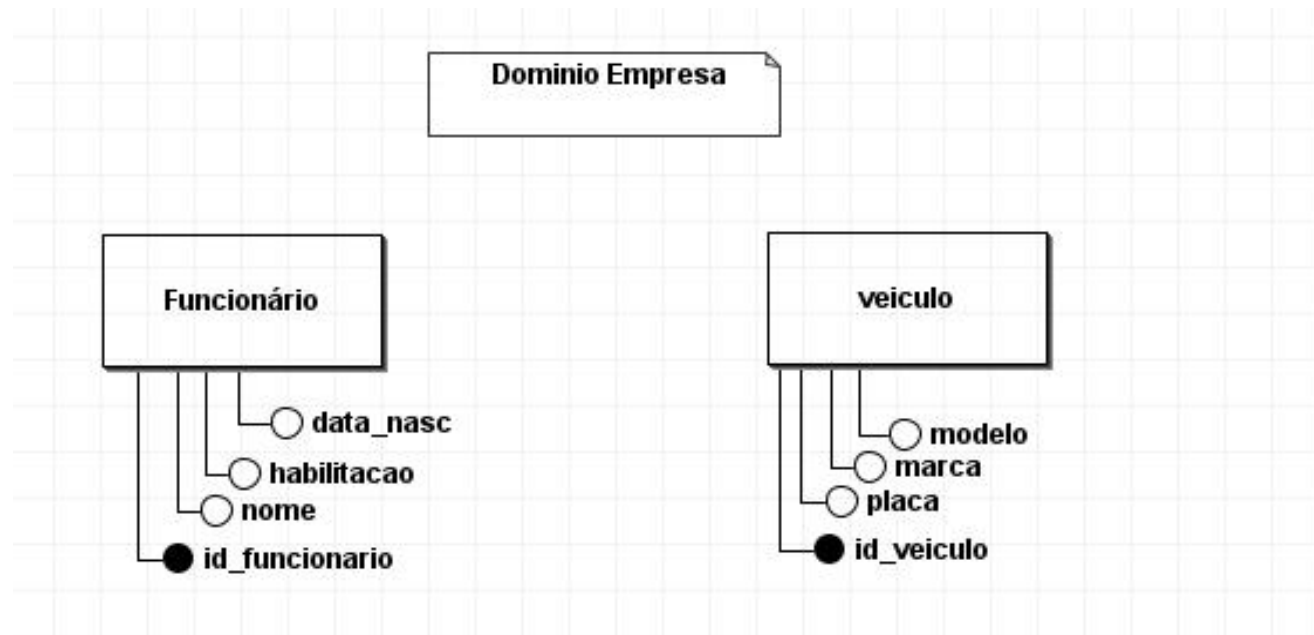 Dominio Empresa
Funcionário
data_nasc
habilitacao
nome
id_funcionario
veiculo
modelo
marca
placa
id_veiculo